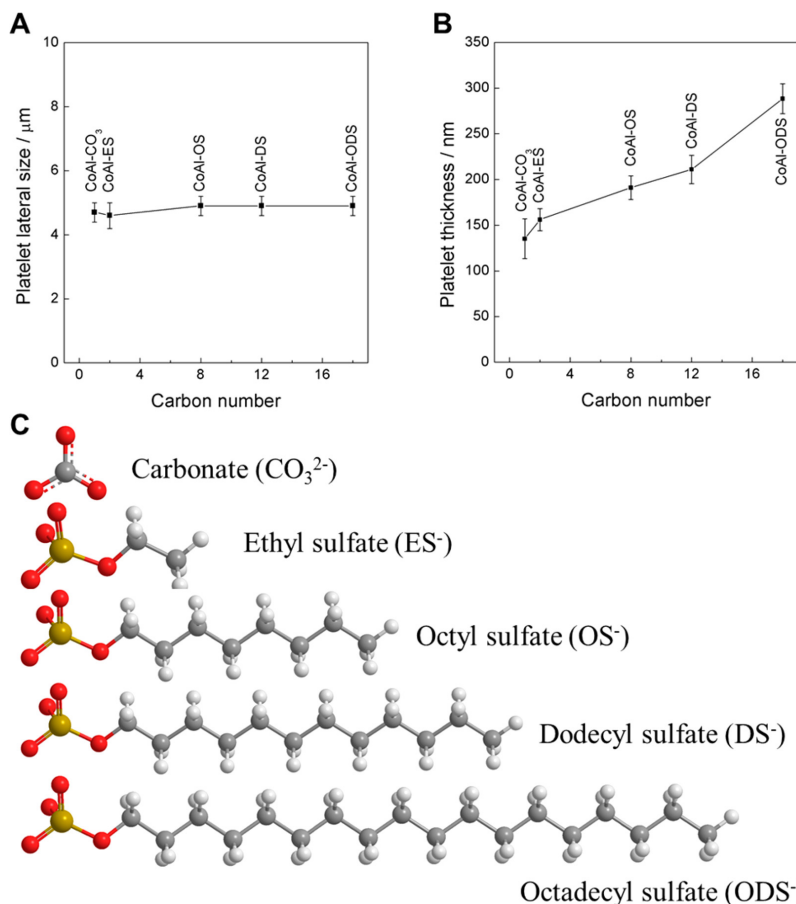 A
B
Platelet lateral size / μm
10
8
6
4
2
0
CoAl-CO₃
CoAl-ES
CoAl-OS
CoAl-DS
CoAl-ODS
0 4 8 12 16
Carbon number
Platelet thickness / nm
350
300
250
200
150
100
50
0
CoAl-CO₃
CoAl-ES
CoAl-OS
CoAl-DS
CoAl-ODS
0 4 8 12 16
Carbon number
C
Carbonate (CO₃²⁻)
Ethyl sulfate (ES⁻)
Octyl sulfate (OS⁻)
Dodecyl sulfate (DS⁻)
Octadecyl sulfate (ODS⁻